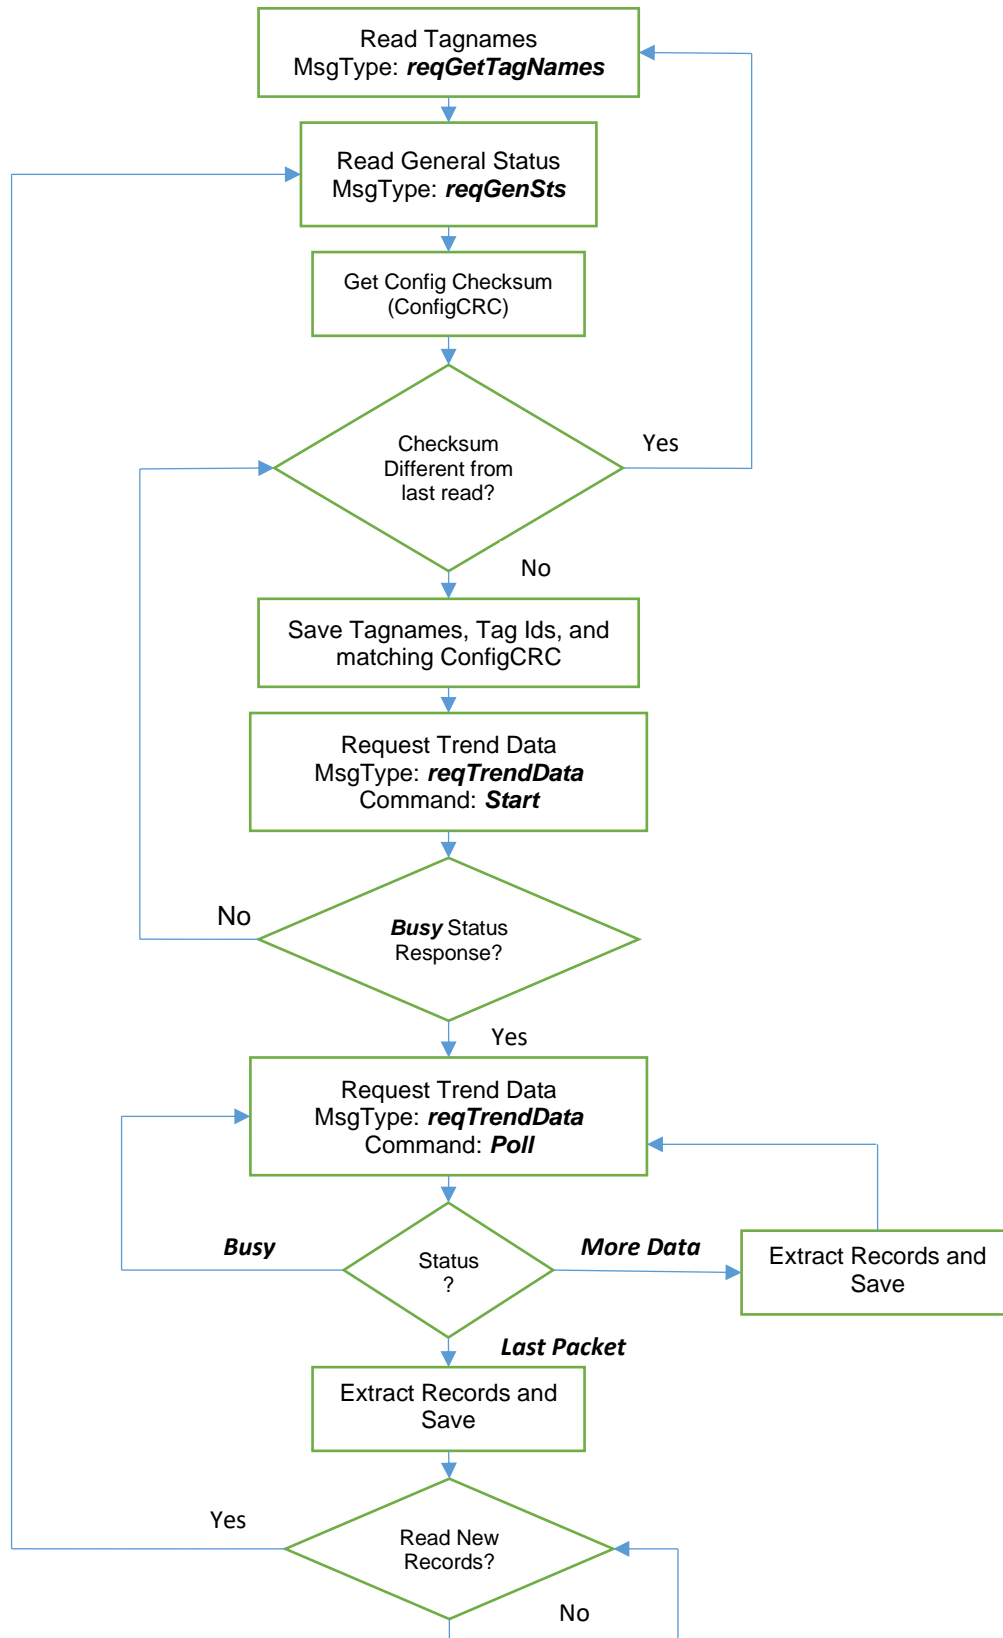 Read Tagnames
MsgType: reqGetTagNames
Read General Status
MsgType: reqGenSts
Get Config Checksum
(ConfigCRC)
Checksum
Different from
last read?
Yes
No
Save Tagnames, Tag Ids, and
matching ConfigCRC
Request Trend Data
MsgType: reqTrendData
Command: Start
No
Busy Status
Response?
Yes
Request Trend Data
MsgType: reqTrendData
Command: Poll
Busy
Status
?
More Data
Extract Records and
Save
Last Packet
Extract Records and
Save
Yes
Read New
Records?
No